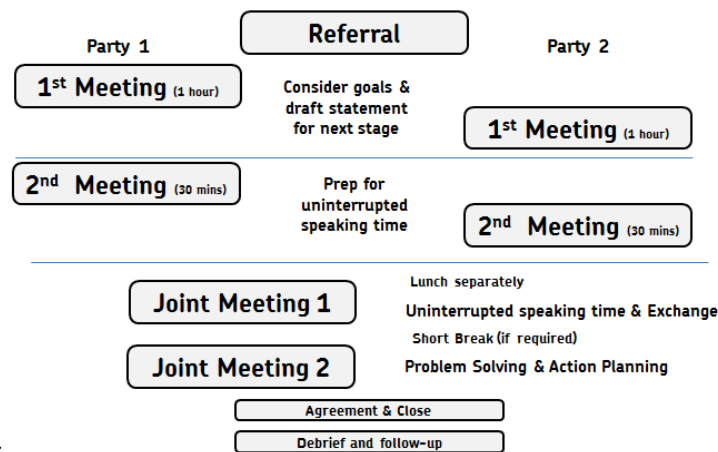 Referral
Party 1
Party 2
1st Meeting (1 hour)
Consider goals &
draft statement
for next stage
1st Meeting (1 hour)
2nd Meeting (30 mins)
Prep for
uninterrupted
speaking time
2nd Meeting (30 mins)
Lunch separately
Joint Meeting 1
Uninterrupted speaking time & Exchange
Short Break (if required)
Joint Meeting 2
Problem Solving & Action Planning
Agreement & Close
Debrief and follow-up